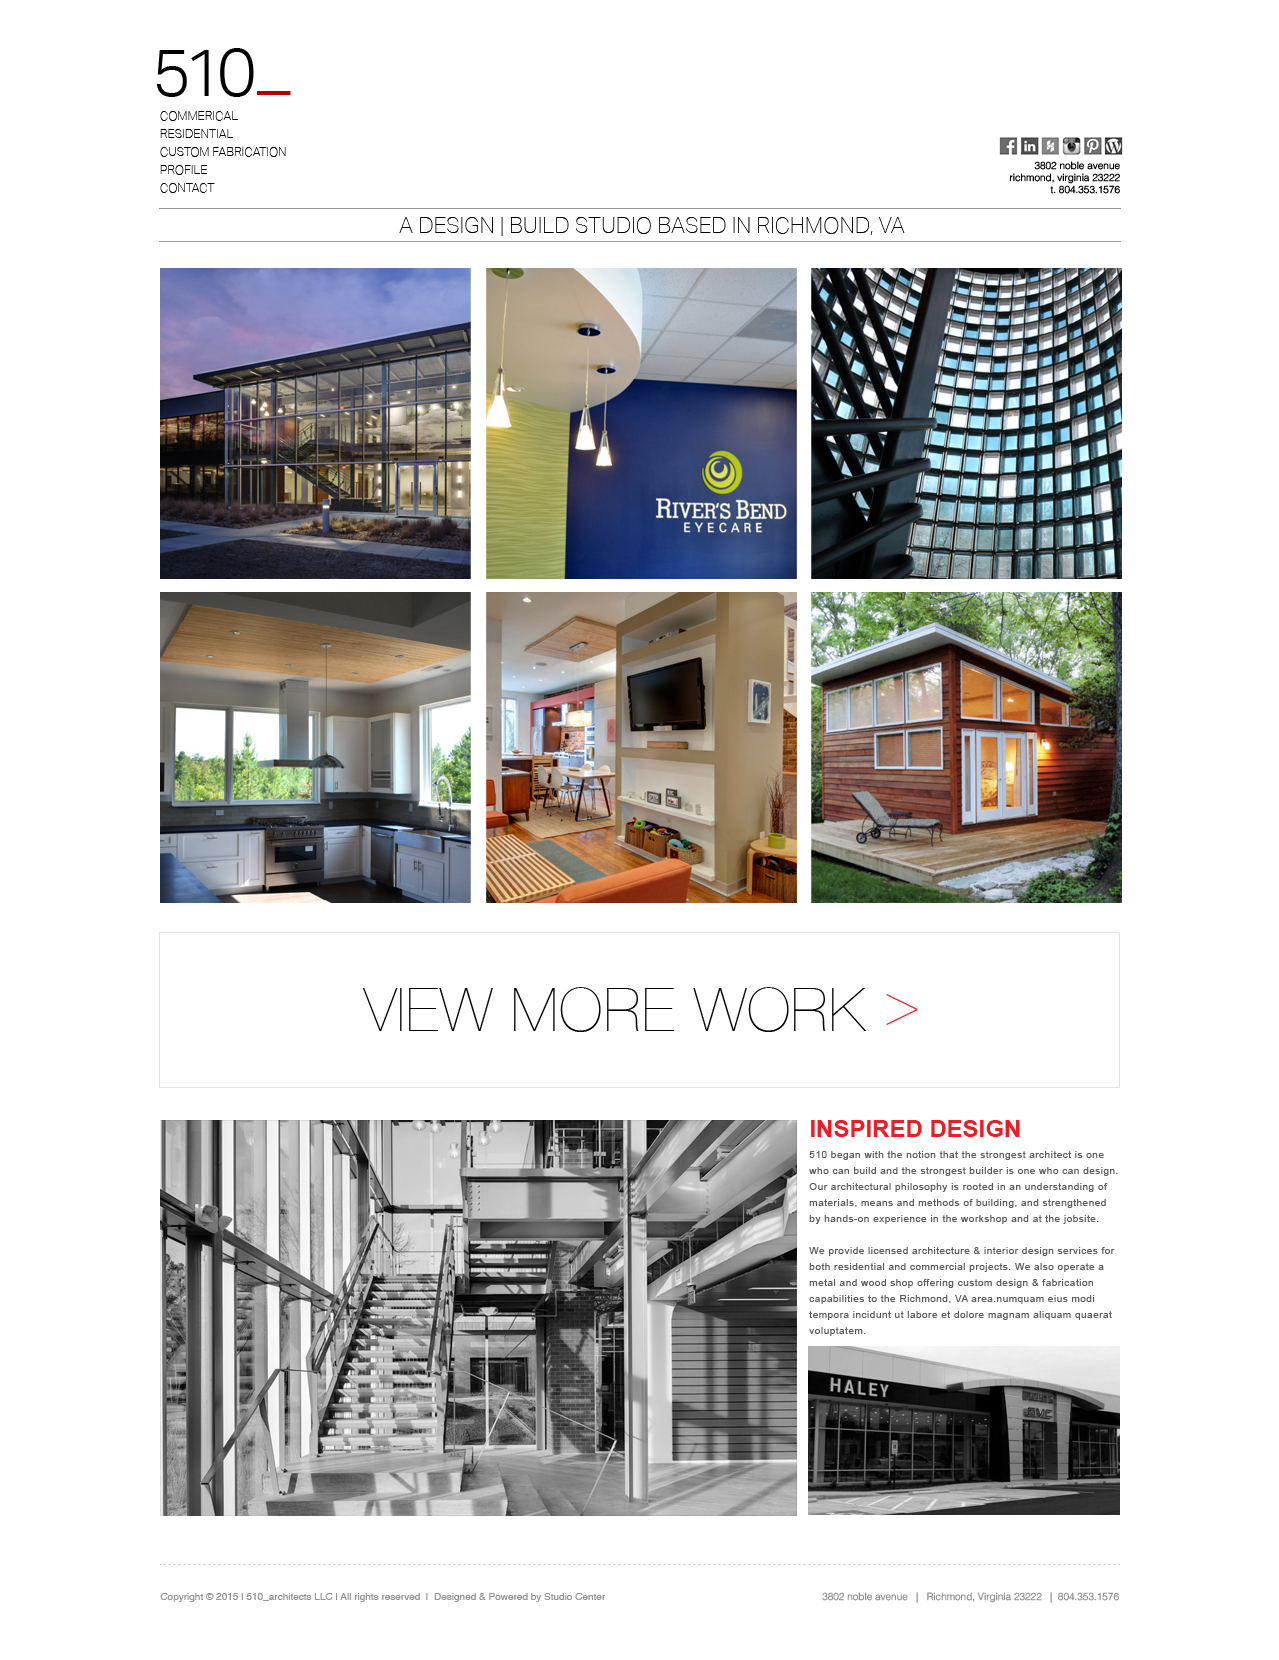 510_
COMMERICAL
RESIDENTIAL
CUSTOM FABRICATION
PROFILE
CONTACT
3802 noble avenue
richmond, virginia 23222
t. 804.353.1576
A DESIGN | BUILD STUDIO BASED IN RICHMOND, VA
RIVER'S BEND
EYECARE
VIEW MORE WORK >
INSPIRED DESIGN
510 began with the notion that the strongest architect is one
who can build and the strongest builder is one who can design.
Our architectural philosophy is rooted in an understanding of
materials, means and methods of building, and strengthened
by hands-on experience in the workshop and at the jobsite.
We provide licensed architecture & interior design services for
both residential and commercial projects. We also operate a
metal and wood shop offering custom design & fabrication
capabilities to the Richmond, VA area.numquam eius modi
tempora incidunt ut labore et dolore magnam aliquam quaerat
voluptatem.
HALEY
GMC
Copyright © 2015 I 510_architects LLC I All rights reserved I Designed & Powered by Studio Center
3802 noble avenue | Richmond, Virginia 23222 | 804.353.1576